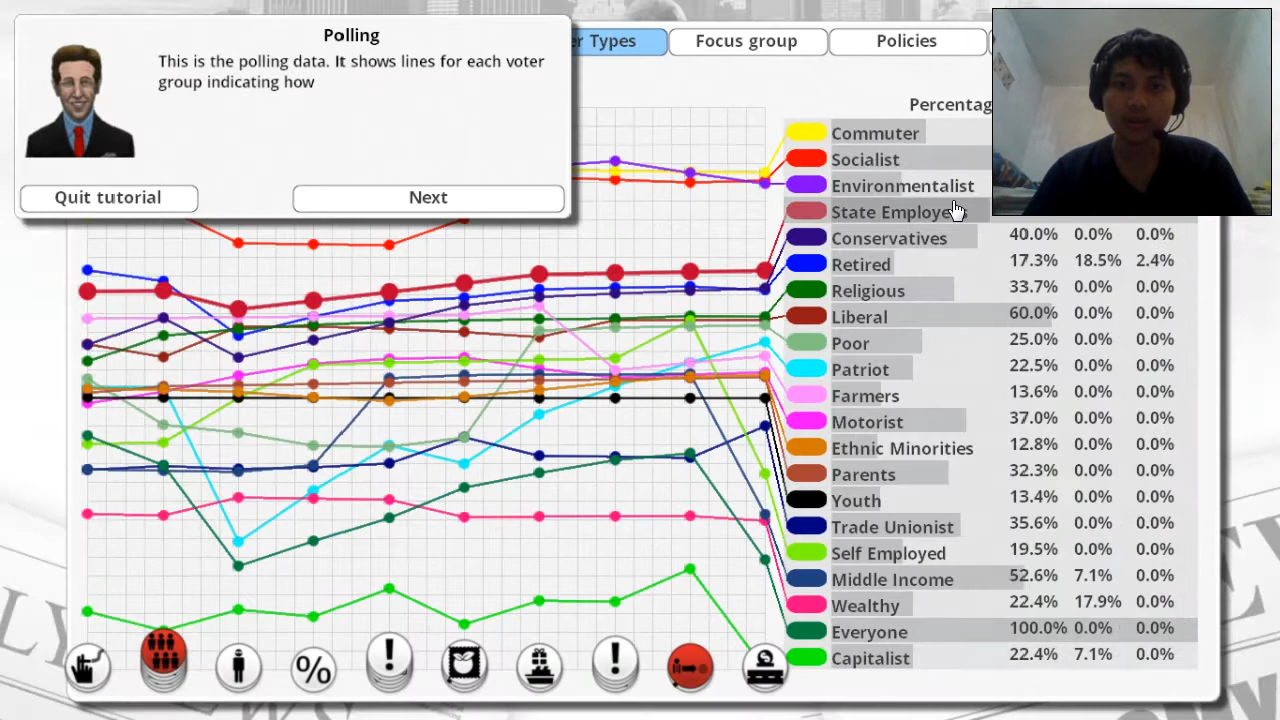 Polling
This is the polling data. It shows lines for each voter
group indicating how
Quit tutorial
Next
er Types
Focus group
Policies
Percentag
Commuter
Socialist
Environmentalist
State Employees
Conservatives 40.0% 0.0% 0.0%
Retired 17.3% 18.5% 2.4%
Religious 33.7% 0.0% 0.0%
Liberal 60.0% 0.0% 0.0%
Poor 25.0% 0.0% 0.0%
Patriot 22.5% 0.0% 0.0%
Farmers 13.6% 0.0% 0.0%
Motorist 37.0% 0.0% 0.0%
Ethnic Minorities 12.8% 0.0% 0.0%
Parents 32.3% 0.0% 0.0%
Youth 13.4% 0.0% 0.0%
Trade Unionist 35.6% 0.0% 0.0%
Self Employed 19.5% 0.0% 0.0%
Middle Income 52.6% 7.1% 0.0%
Wealthy 22.4% 17.9% 0.0%
Everyone 100.0% 0.0% 0.0%
Capitalist 22.4% 7.1% 0.0%
%